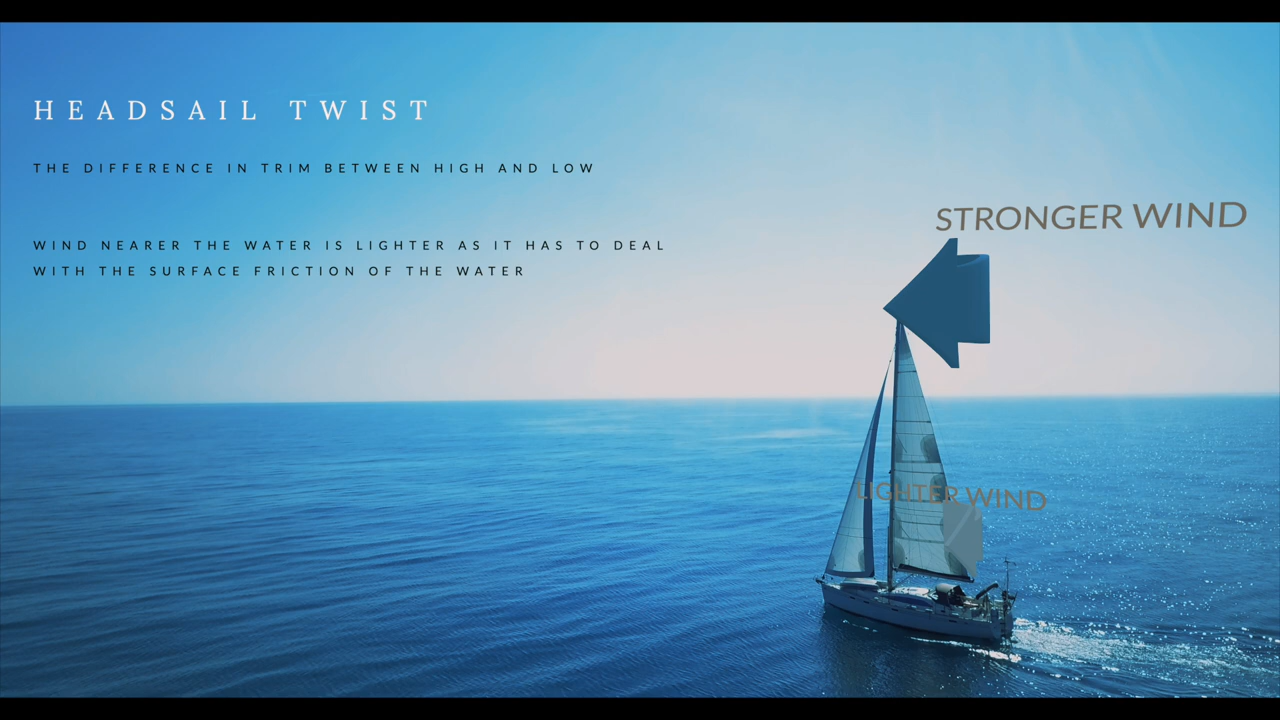 HEADSAIL TWIST
THE DIFFERENCE IN TRIM BETWEEN HIGH AND LOW
WIND NEARER THE WATER IS LIGHTER AS IT HAS TO DEAL
WITH THE SURFACE FRICTION OF THE WATER
STRONGER WIND
LIGHTER WIND